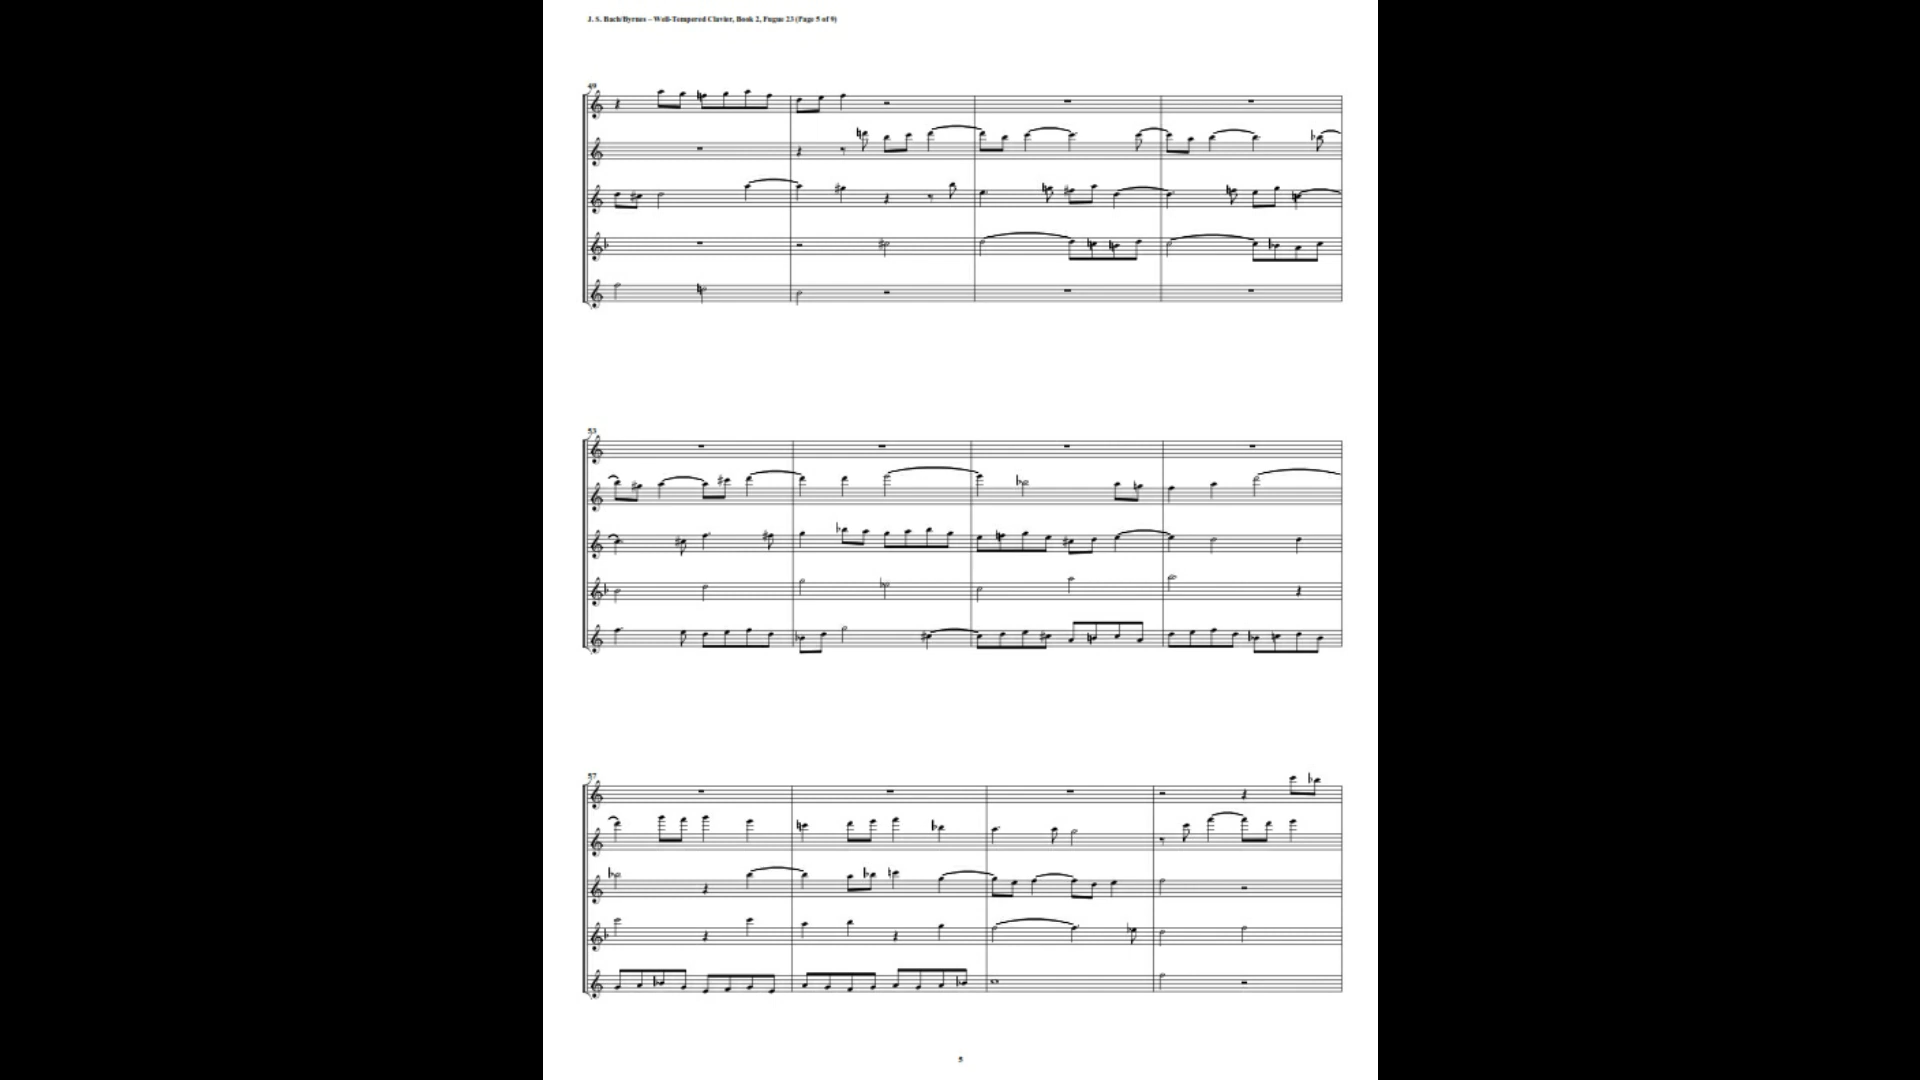 J. S. Bach/Byrnes – Well-Tempered Clavier, Book 2, Fugue 23 (Page 5 of 9)
49
53
57
5